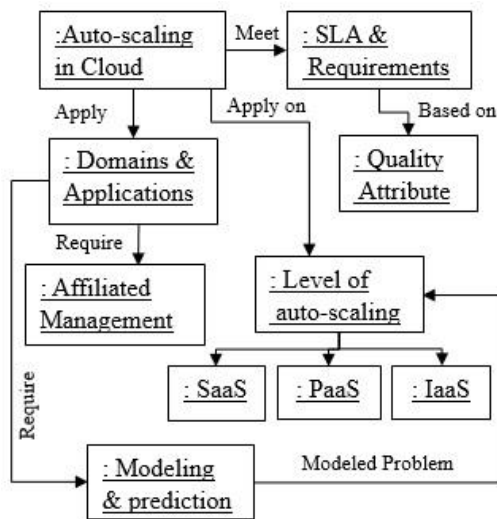 :Auto-scaling
in Cloud
Meet
: SLA &
Requirements
Apply
Apply on
Based on
: Domains &
Applications
: Quality
Attribute
Require
: Affiliated
Management
: Level of
auto-scaling
: SaaS
: PaaS
: IaaS
Require
: Modeling
& prediction
Modeled Problem